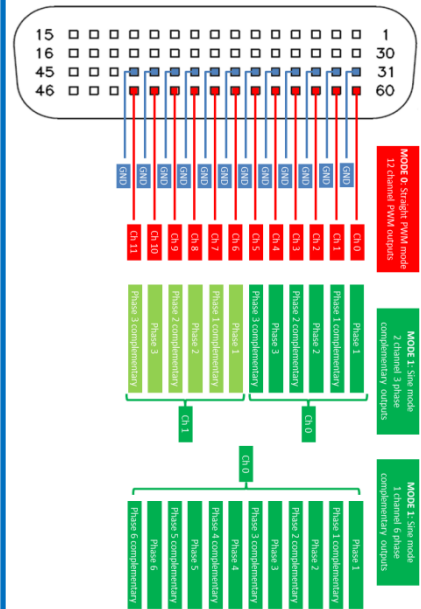 15 1
16 30
45 31
46 60
GND
GND
GND
GND
GND
GND
GND
GND
GND
GND
GND
GND
MODE 0: Straight PWM mode
12 channel PWM outputs
Ch 0
Ch 1
Ch 2
Ch 3
Ch 4
Ch 5
Ch 6
Ch 7
Ch 8
Ch 9
Ch 10
Ch 11
MODE 1: Sine mode
2 channel 3 phase
complementary outputs
Phase 1
Phase 1 complementary
Phase 2
Phase 2 complementary
Phase 3
Phase 3 complementary
Phase 1
Phase 1 complementary
Phase 2
Phase 2 complementary
Phase 3
Phase 3 complementary
Ch 0
Ch 1
MODE 1: Sine mode
1 channel 6 phase
complementary outputs
Ch 0
Phase 1
Phase 1 complementary
Phase 2
Phase 2 complementary
Phase 3
Phase 3 complementary
Phase 4
Phase 4 complementary
Phase 5
Phase 5 complementary
Phase 6
Phase 6 complementary